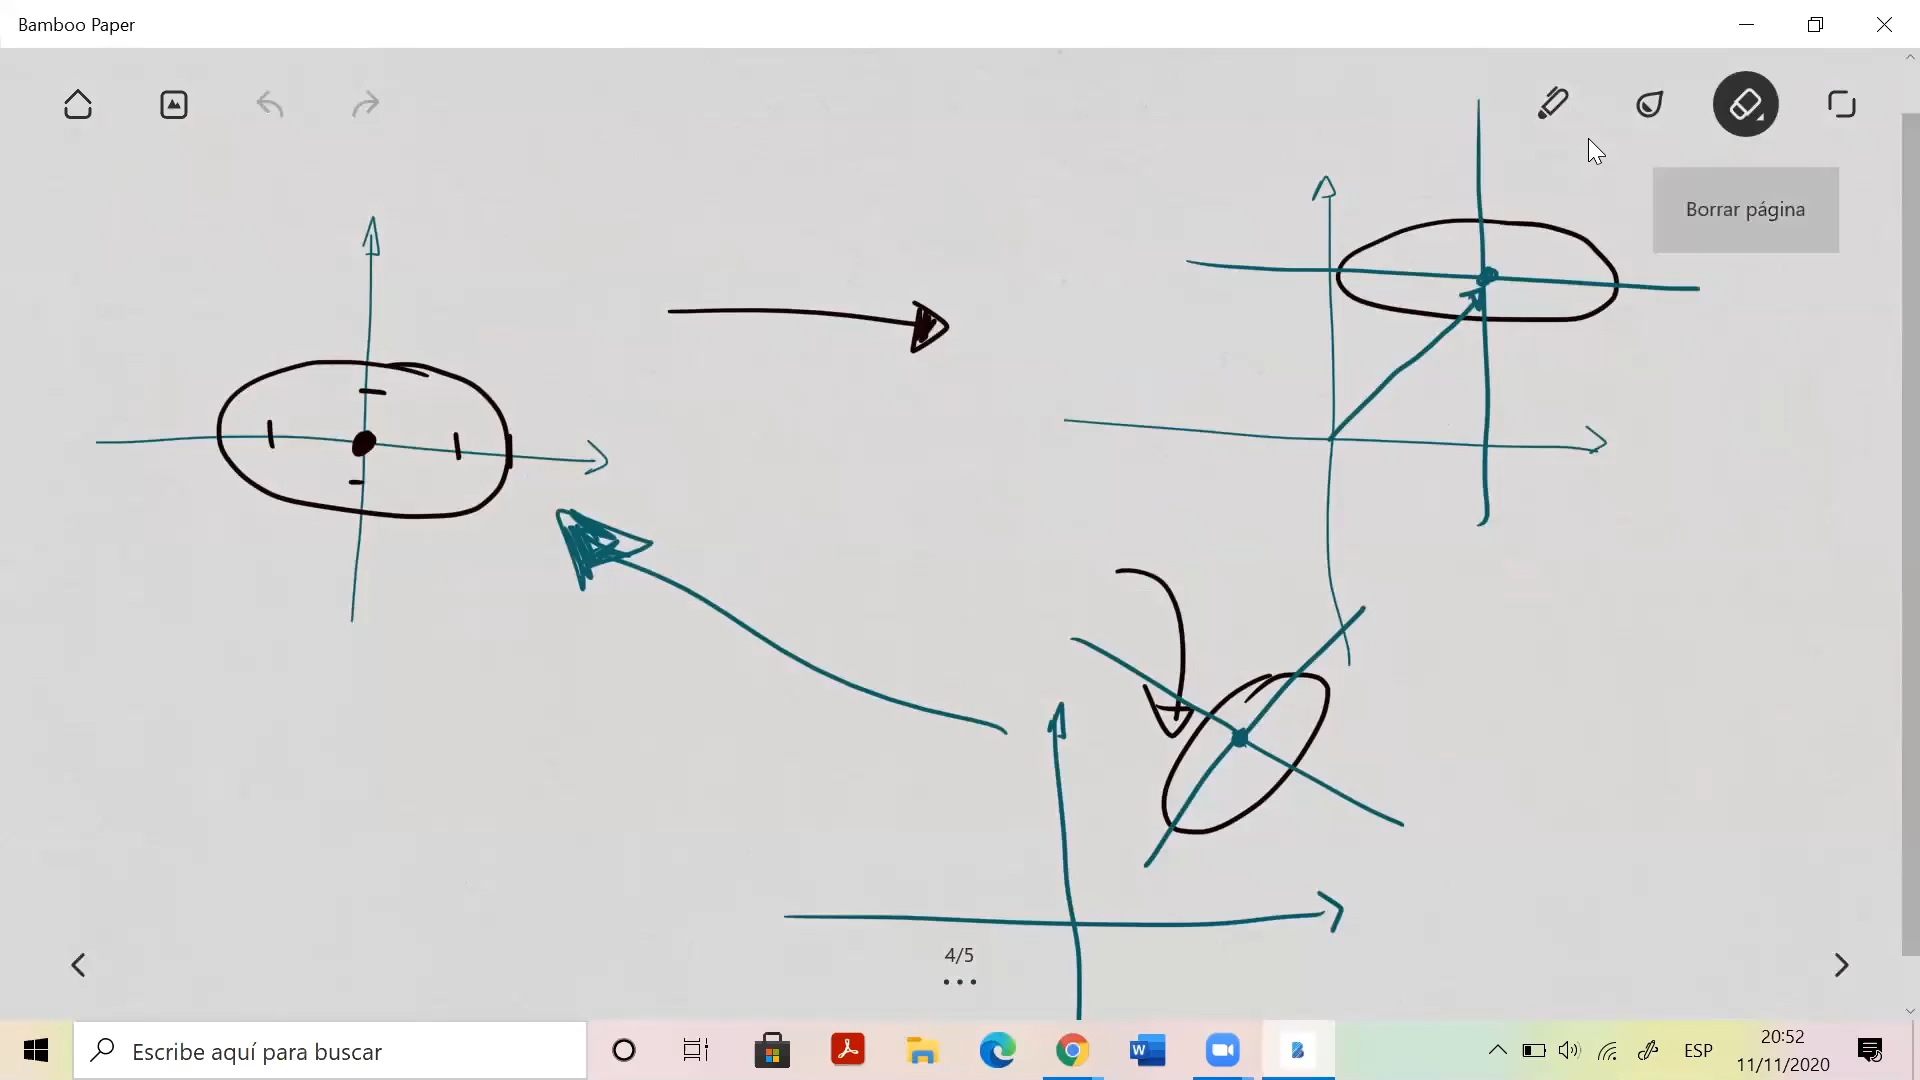 Bamboo Paper
Borrar página
4/5
Escribe aquí para buscar
W
ESP
20:52
11/11/2020